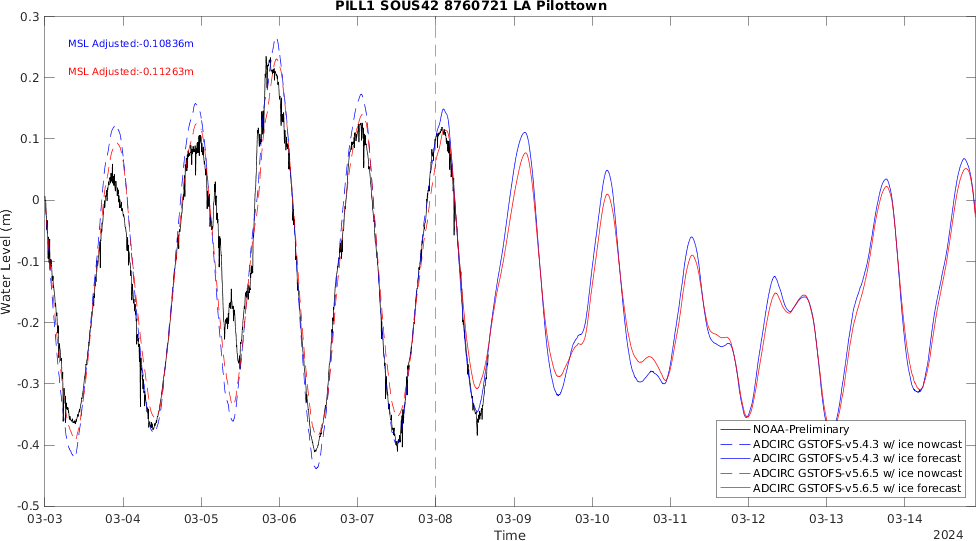 PILL1 SOUS42 8760721 LA Pilottown
MSL Adjusted:-0.10836m
MSL Adjusted:-0.11263m
Water Level (m)
0.3
0.2
0.1
0
-0.1
-0.2
-0.3
-0.4
-0.5
NOAA-Preliminary
ADCIRC GSTOFS-v5.4.3 w/ ice nowcast
ADCIRC GSTOFS-v5.4.3 w/ ice forecast
ADCIRC GSTOFS-v5.6.5 w/ ice nowcast
ADCIRC GSTOFS-v5.6.5 w/ ice forecast
03-03 03-04 03-05 03-06 03-07 03-08 03-09 03-10 03-11 03-12 03-13 03-14
Time
2024